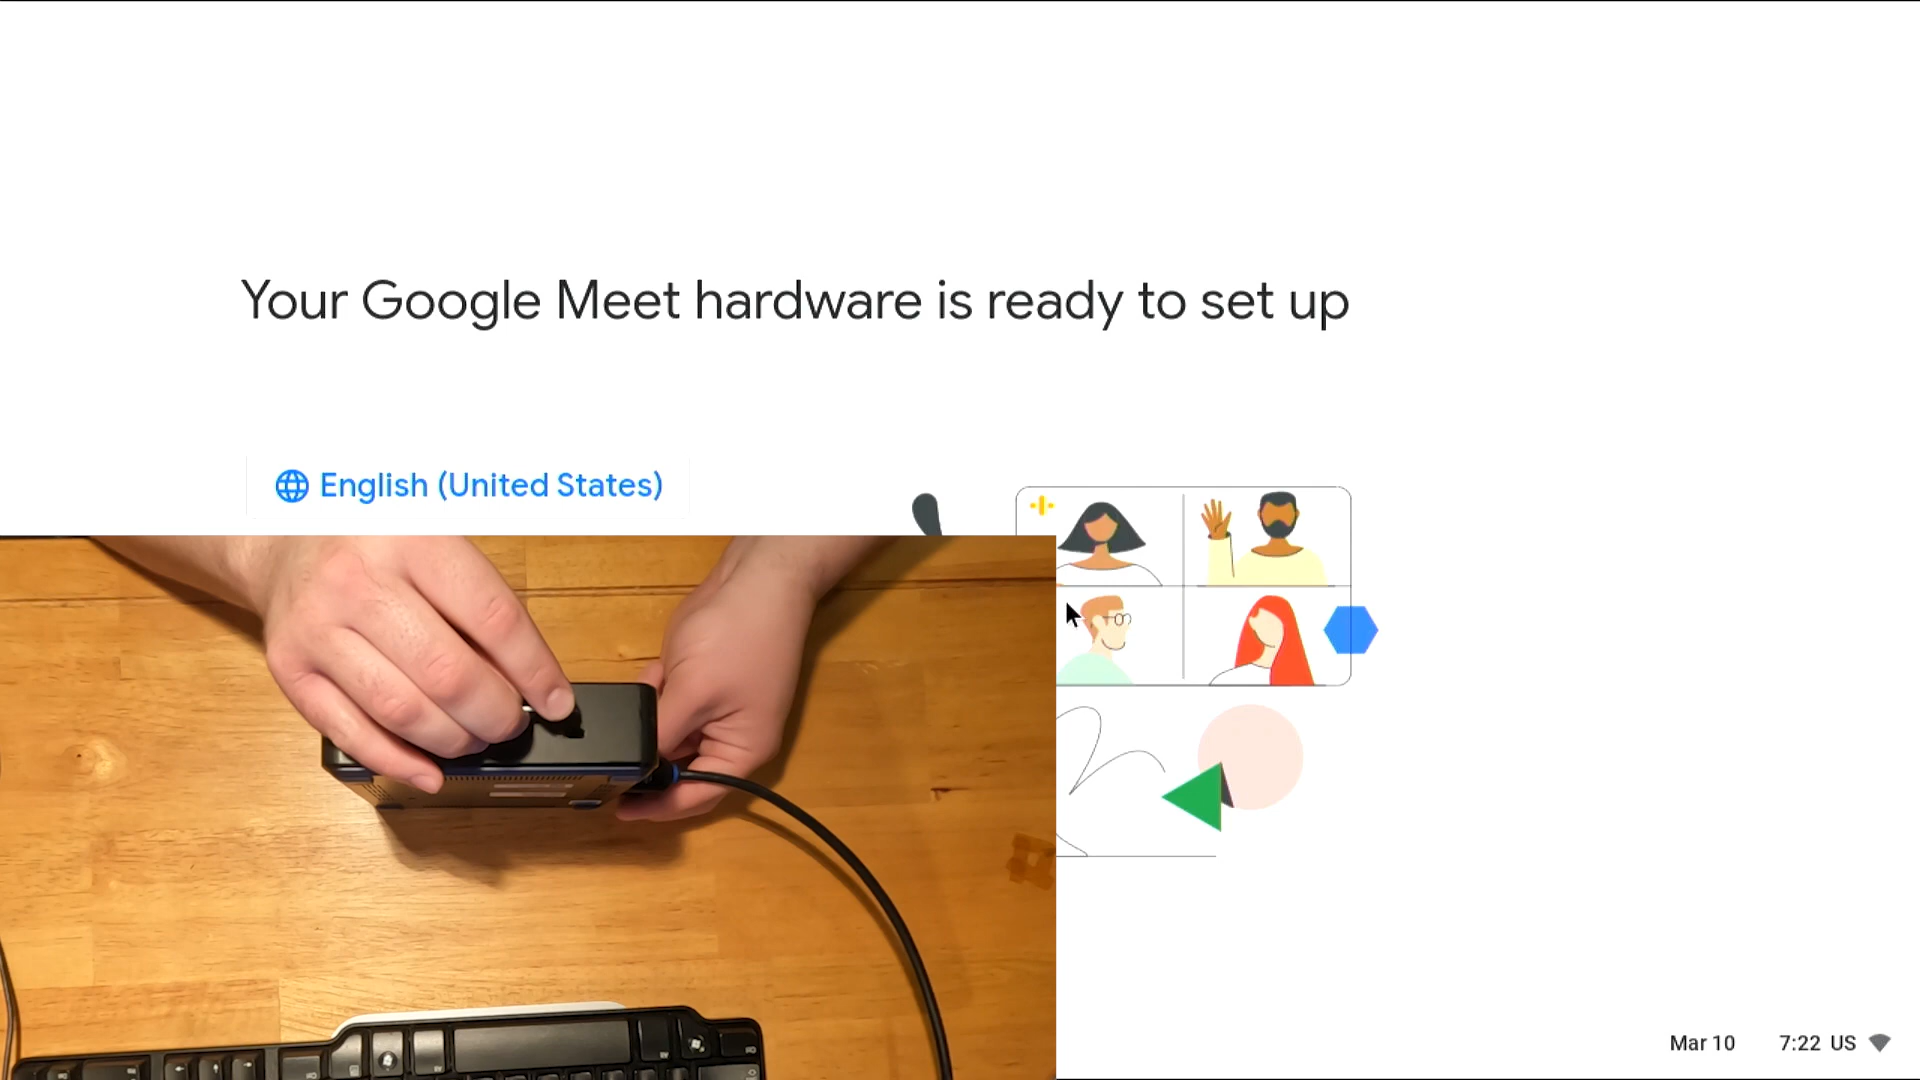 Your Google Meet hardware is ready to set up
English (United States)
Mar 10 7:22 US